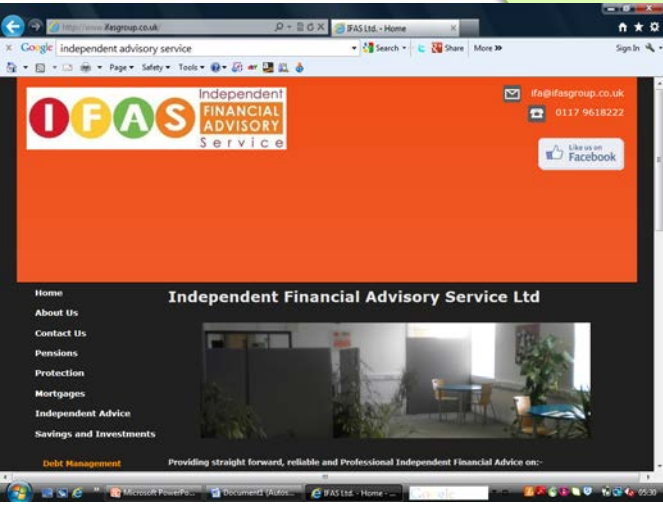 http://www.ifasgroup.co.uk/
IFAS Ltd. - Home
x Google independent advisory service
Search
Share
More »
Sign In
Page Safety Tools
IFAS
Independent
FINANCIAL
ADVISORY
Service
ifa@ifasgroup.co.uk
0117 9618222
Like us on
Facebook
Home
About Us
Contact Us
Pensions
Protection
Mortgages
Independent Advice
Savings and Investments
Debt Management
Independent Financial Advisory Service Ltd
Providing straight forward, reliable and Professional Independent Financial Advice on:-
Microsoft PowerPo...
Document1 (Autos...
IFAS Ltd. - Home - ...
Google
05:30